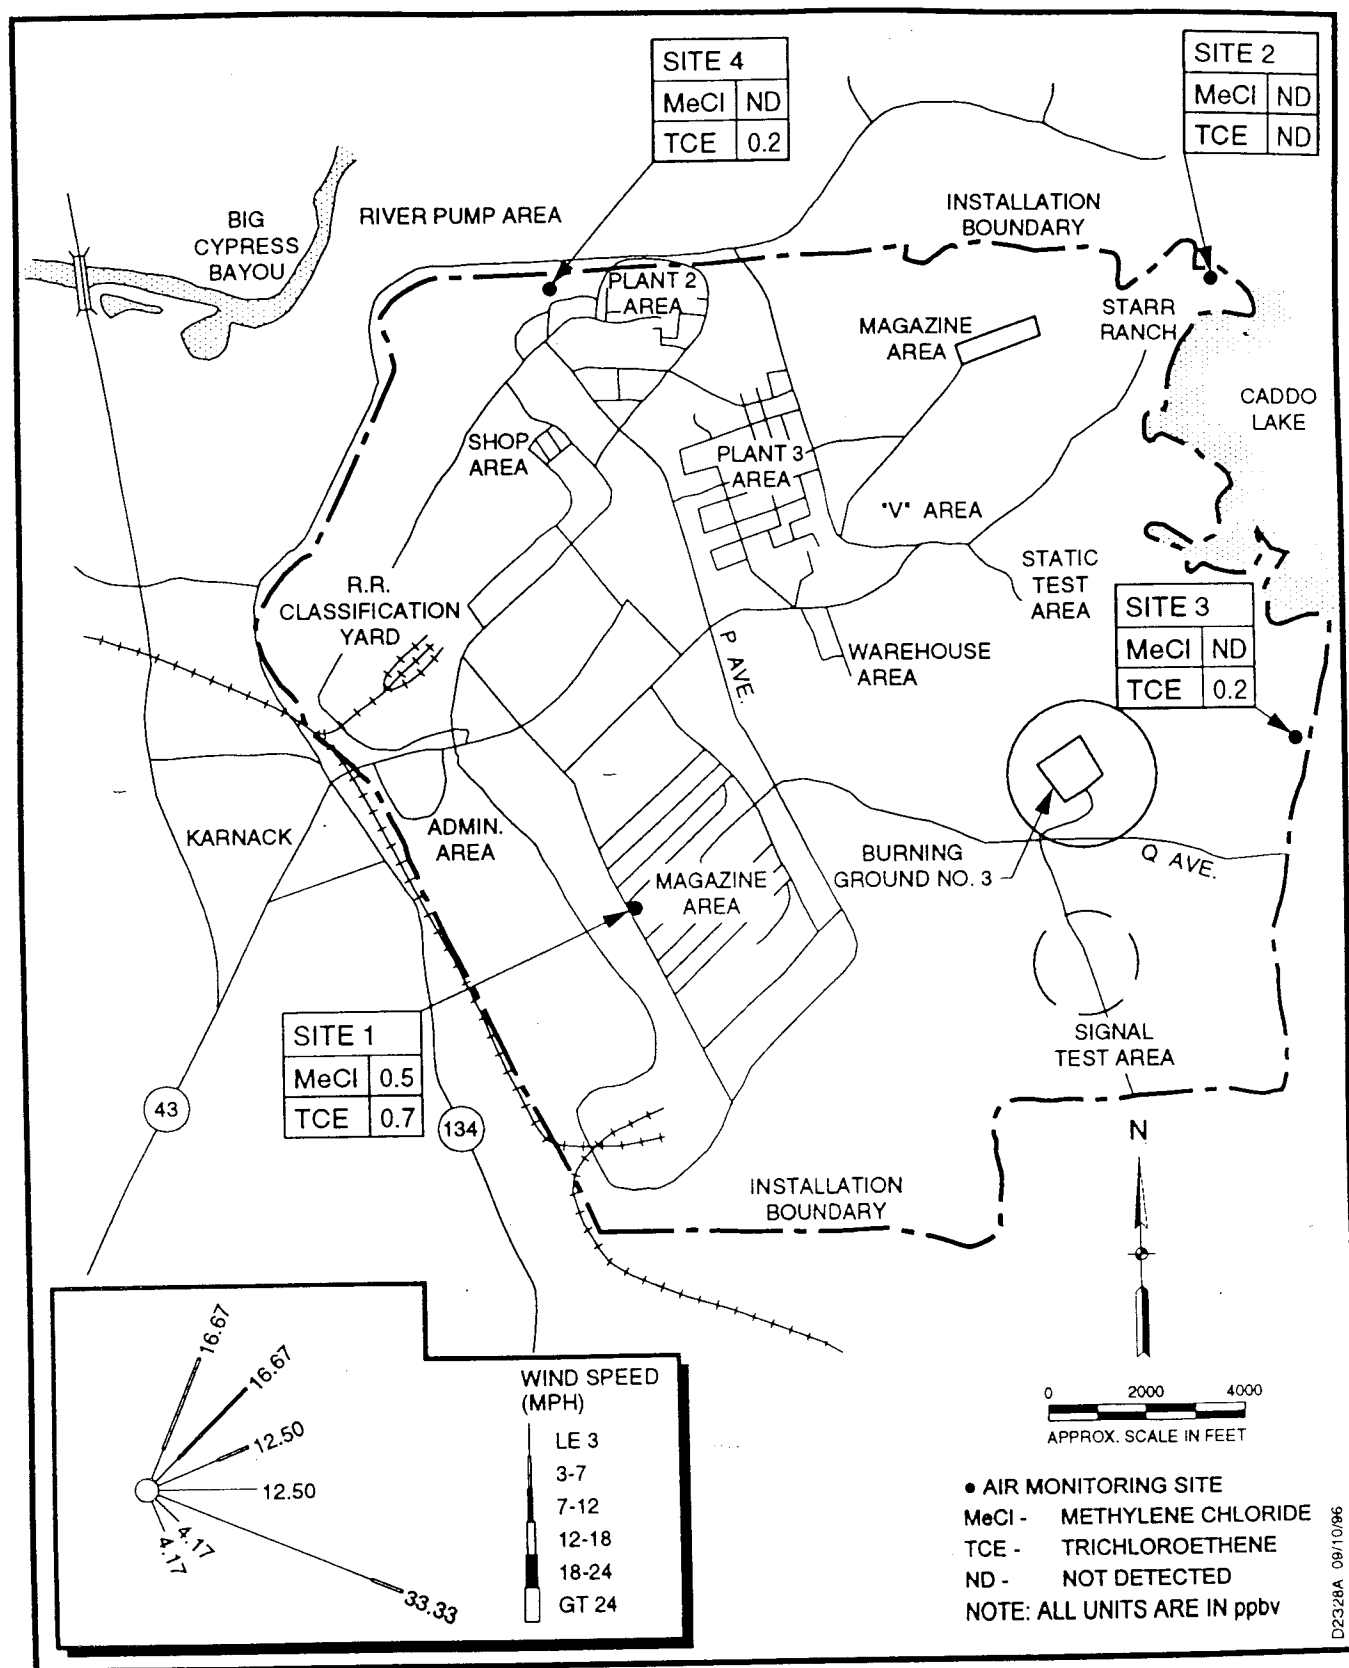 SITE 4
MeCl ND
TCE 0.2
SITE 2
MeCl ND
TCE ND
BIG
CYPRESS
BAYOU
RIVER PUMP AREA
INSTALLATION
BOUNDARY
PLANT 2
AREA
STARR
RANCH
MAGAZINE
AREA
CADDO
LAKE
SHOP
AREA
PLANT 3
AREA
"V" AREA
STATIC
TEST
AREA
R.R.
CLASSIFICATION
YARD
SITE 3
MeCl ND
TCE 0.2
P AVE.
WAREHOUSE
AREA
KARNACK
ADMIN.
AREA
BURNING
GROUND NO. 3
Q AVE.
MAGAZINE
AREA
SITE 1
MeCl 0.5
TCE 0.7
SIGNAL
TEST AREA
43
134
N
INSTALLATION
BOUNDARY
16.67
16.67
12.50
12.50
4.17
4.17
33.33
WIND SPEED
(MPH)
LE 3
3-7
7-12
12-18
18-24
GT 24
0 2000 4000
APPROX. SCALE IN FEET
● AIR MONITORING SITE
MeCl - METHYLENE CHLORIDE
TCE - TRICHLOROETHENE
ND - NOT DETECTED
NOTE: ALL UNITS ARE IN ppbv
D2328A 09/10/96